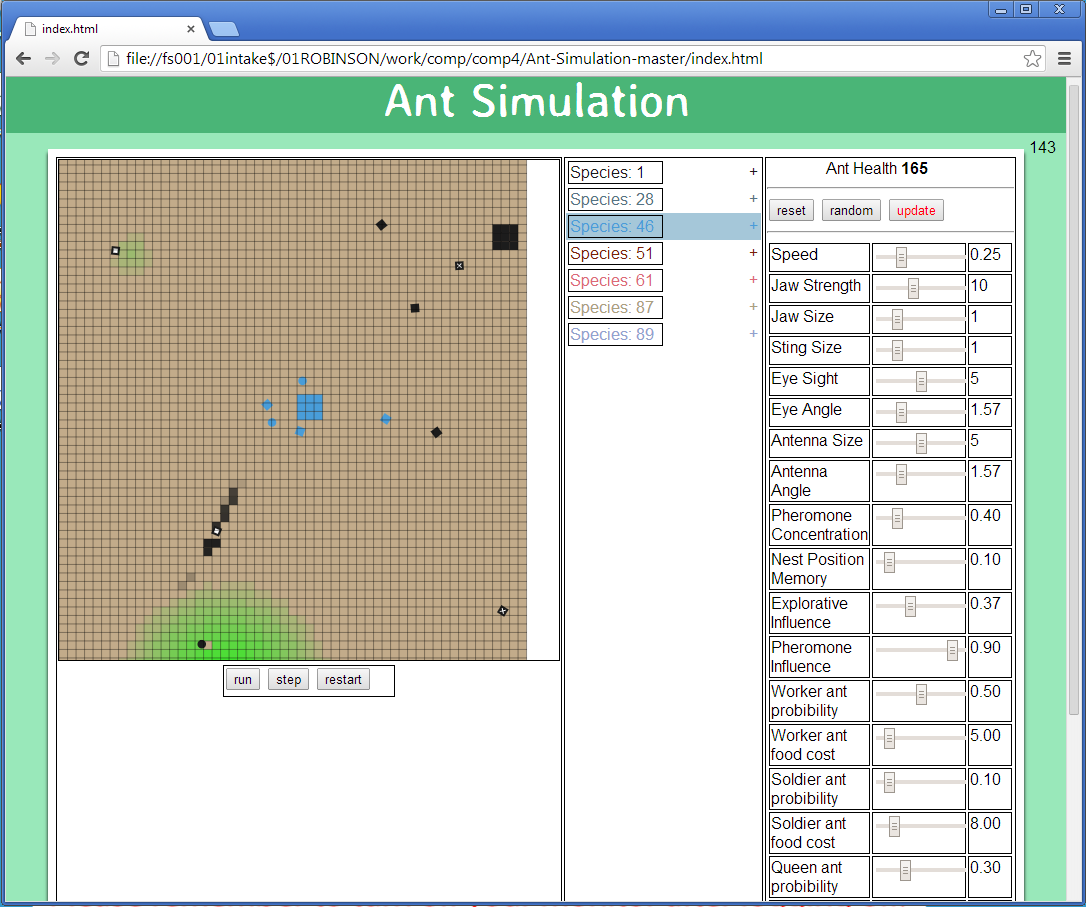 index.html
file://fs001/01intake$/01ROBINSON/work/comp/comp4/Ant-Simulation-master/index.html
Ant Simulation
143
Species: 1 +
Species: 28 +
Species: 46 +
Species: 51 +
Species: 61 +
Species: 87 +
Species: 89 +
run step restart
Ant Health 165
reset random update
Speed 0.25
Jaw Strength 10
Jaw Size 1
Sting Size 1
Eye Sight 5
Eye Angle 1.57
Antenna Size 5
Antenna
Angle 1.57
Pheromone
Concentration 0.40
Nest Position
Memory 0.10
Explorative
Influence 0.37
Pheromone
Influence 0.90
Worker ant
probibility 0.50
Worker ant
food cost 5.00
Soldier ant
probibility 0.10
Soldier ant
food cost 8.00
Queen ant
probibility 0.30